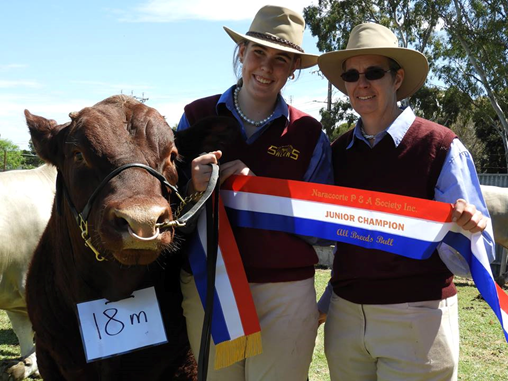 Naracoorte P & A Society Inc.
JUNIOR CHAMPION
All Breeds Bull
18m